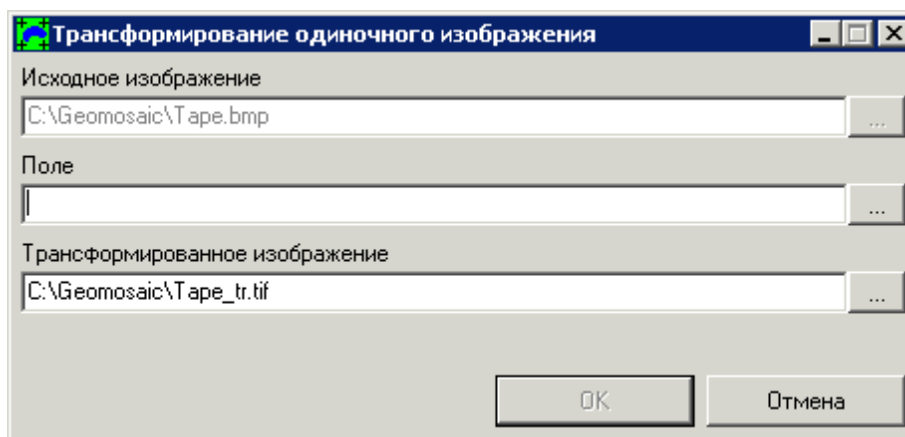 Трансформирование одиночного изображения
Исходное изображение
C:\Geomosaic\Tape.bmp
...
Поле
...
Трансформированное изображение
C:\Geomosaic\Tape_tr.tif
...
OK
Отмена